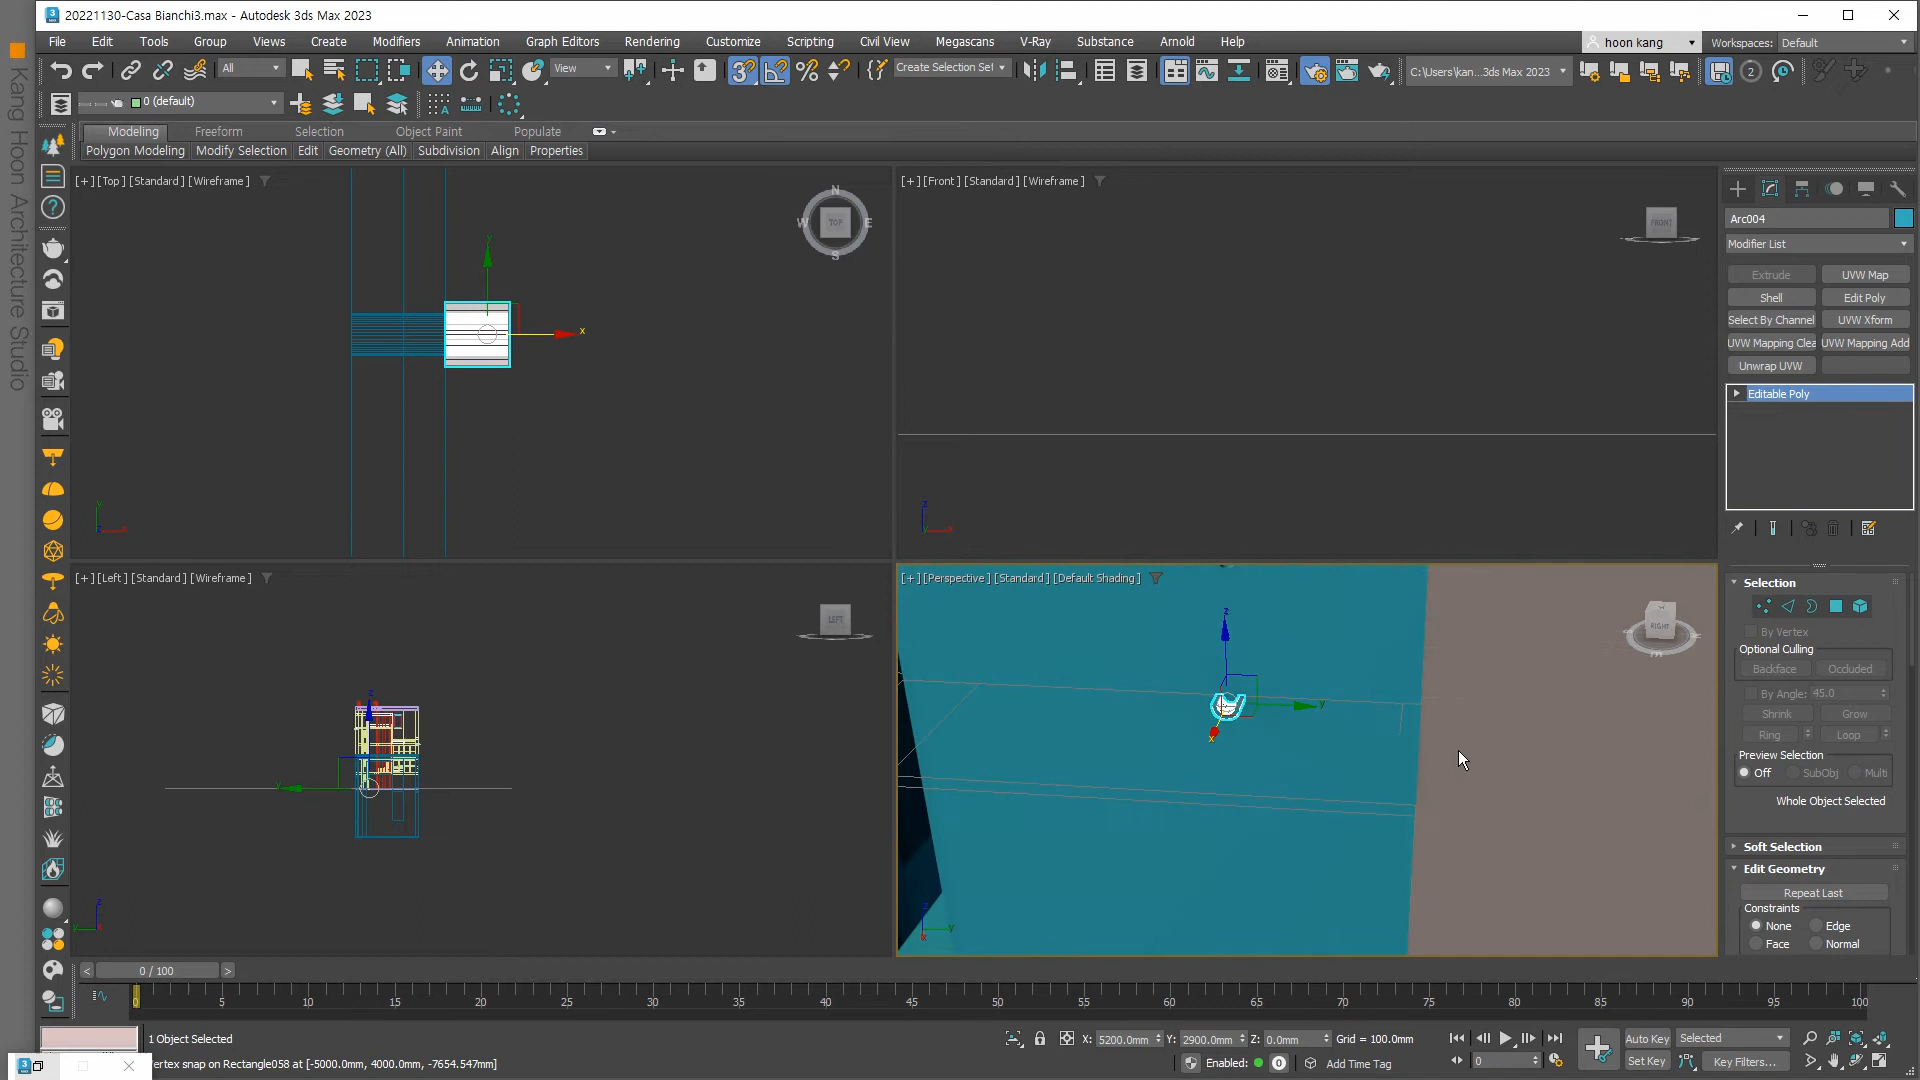 20221130-Casa Bianchi3.max - Autodesk 3ds Max 2023
File Edit Tools Group Views Create Modifiers Animation Graph Editors Rendering Customize Scripting Civil View Megascans V-Ray Substance Arnold Help
hoon kang Workspaces: Default
All View Create Selection Set C:\Users\kan...3ds Max 2023 2
0 (default)
Modeling Freeform Selection Object Paint Populate
Polygon Modeling Modify Selection Edit Geometry (All) Subdivision Align Properties
Kang Hoon Architecture Studio
[+] [Top] [Standard] [Wireframe]
N
W TOP E
S
y
x
[+] [Front] [Standard] [Wireframe]
FRONT
z
[+] [Left] [Standard] [Wireframe]
LEFT
z
y
[+] [Perspective] [Standard] [Default Shading]
RIGHT
z
y
x
Arc004
Modifier List
Extrude UVW Map
Shell Edit Poly
Select By Channel UVW Xform
UVW Mapping Clea UVW Mapping Add
Unwrap UVW
Editable Poly
Selection
By Vertex
Optional Culling
Backface Occluded
By Angle: 45.0
Shrink Grow
Ring Loop
Preview Selection
Off SubObj Multi
Whole Object Selected
Soft Selection
Edit Geometry
Repeat Last
Constraints
None Edge
Face Normal
< 0 / 100 >
0 5 10 15 20 25 30 35 40 45 50 55 60 65 70 75 80 85 90 95 100
1 Object Selected
X: 5200.0mm Y: 2900.0mm Z: 0.0mm Grid = 100.0mm
Auto Key Selected
ertex snap on Rectangle058 at [-5000.0mm, 4000.0mm, -7654.547mm]
Enabled: 0 Add Time Tag
0 Set Key Key Filters...